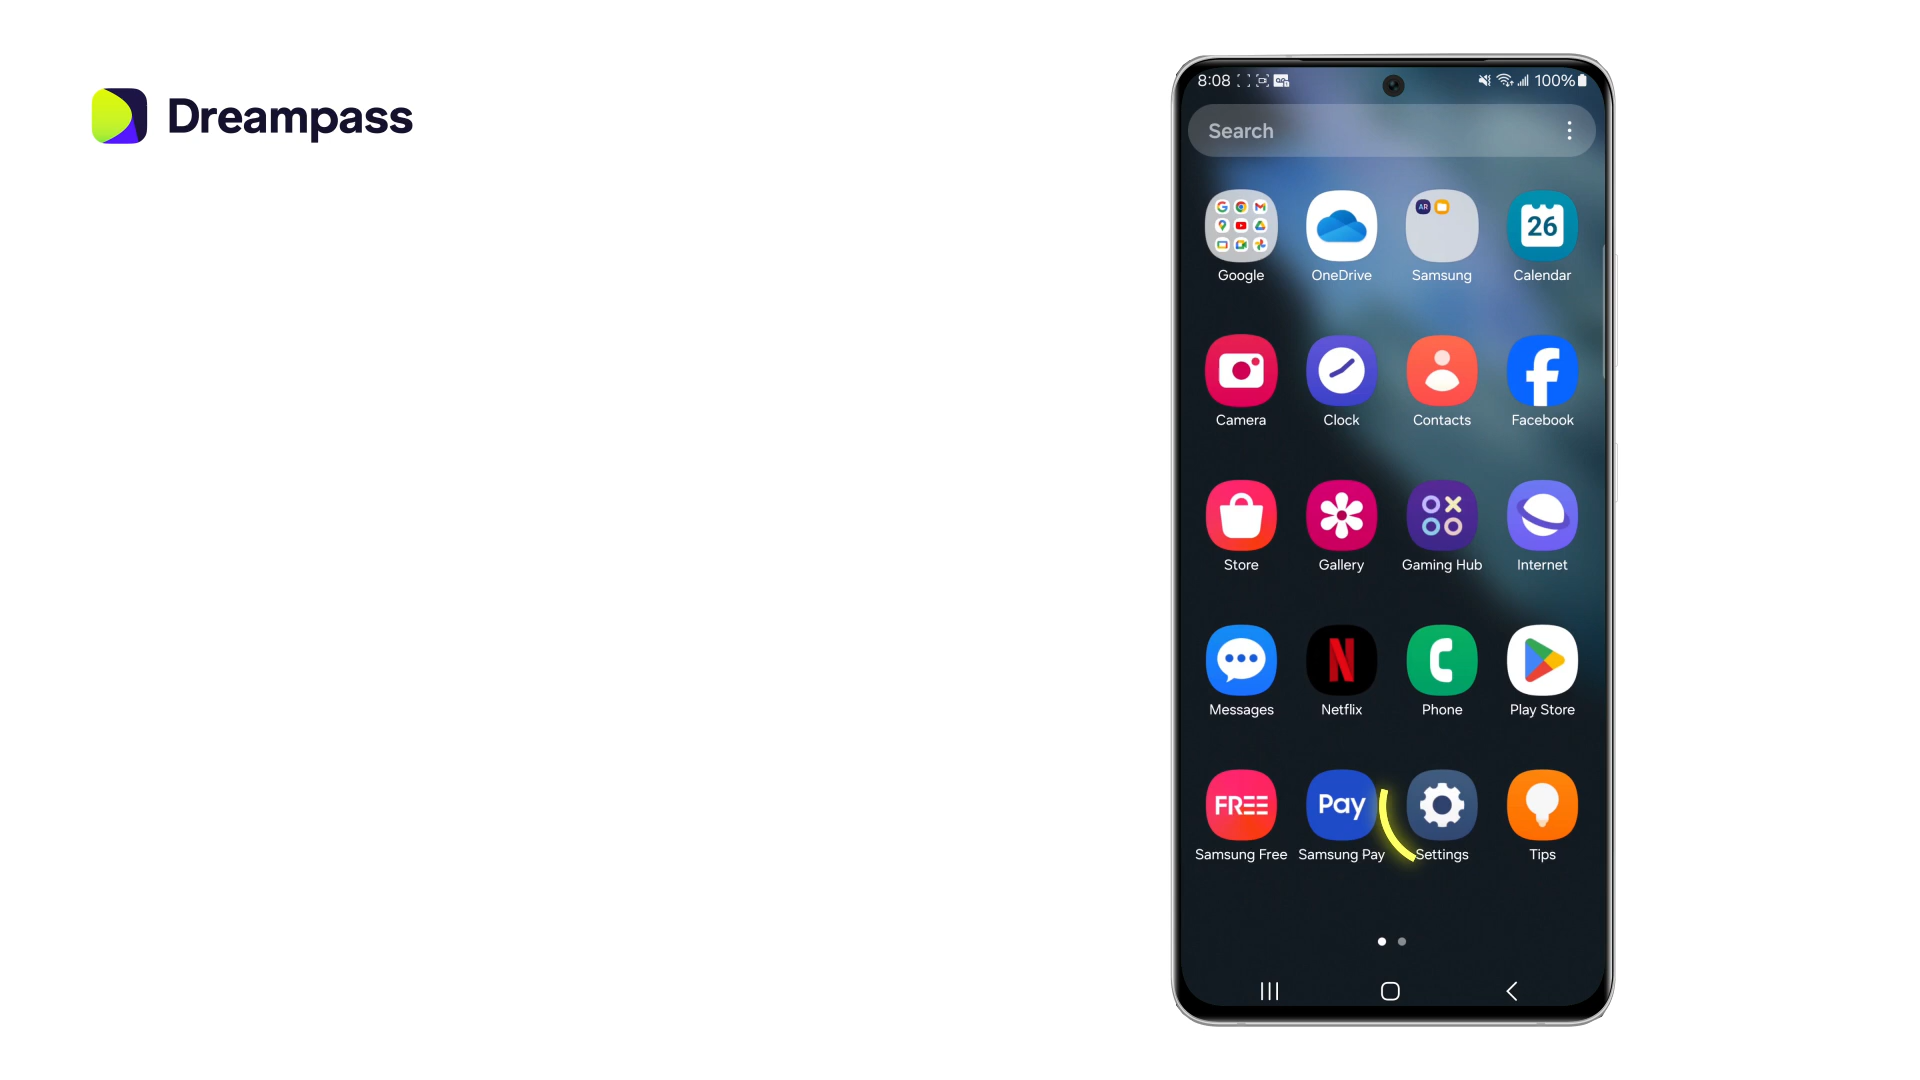 Dreampass
8:08
100%
Search
26
Google
OneDrive
AR
Samsung
Calendar
Camera
Clock
Contacts
Facebook
Store
Gallery
Gaming Hub
Internet
Messages
Netflix
Phone
Play Store
FREE
Pay
Samsung Free
Samsung Pay
Settings
Tips